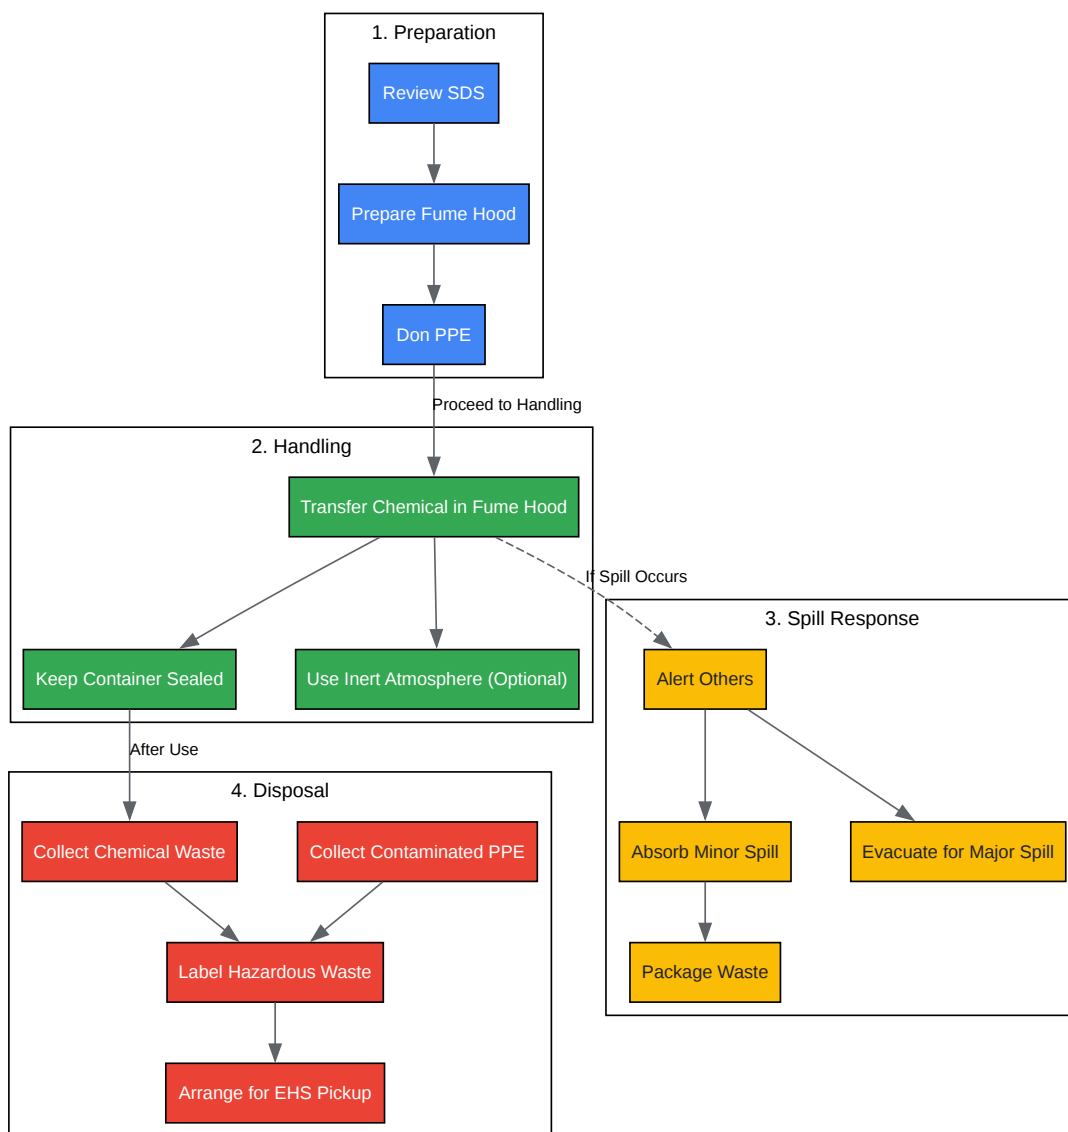 1. Preparation
Review SDS
Prepare Fume Hood
Don PPE
Proceed to Handling
2. Handling
Transfer Chemical in Fume Hood
If Spill Occurs
3. Spill Response
Keep Container Sealed
Use Inert Atmosphere (Optional)
Alert Others
After Use
4. Disposal
Collect Chemical Waste
Collect Contaminated PPE
Absorb Minor Spill
Evacuate for Major Spill
Label Hazardous Waste
Package Waste
Arrange for EHS Pickup